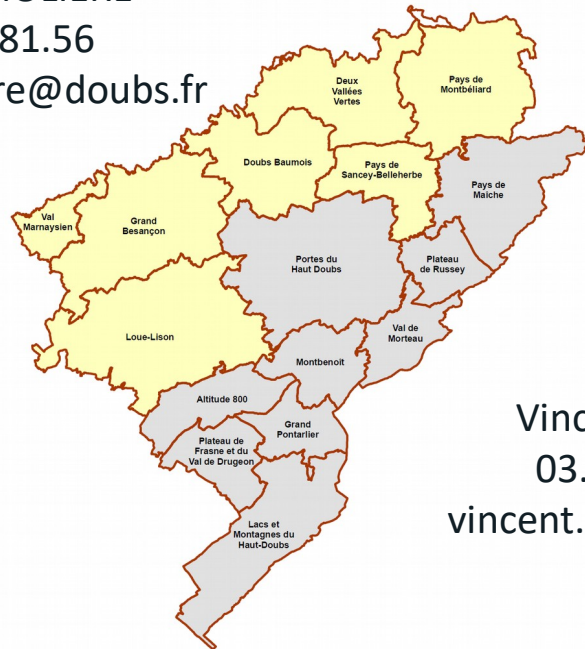 81.56
re@doubs.fr
Deux
Vallées
Vertes
Pays de
Montbéliard
Doubs Baumois
Pays de
Sancey-Belleherbe
Pays de
Maiche
Val
Marnaysien
Grand
Besançon
Portes du
Haut Doubs
Plateau
de Russey
Loue-Lison
Val de
Morteau
Montbenoit
Altitude 800
Grand
Pontarlier
Plateau de
Frasne et du
Val de Drugeon
Lacs et
Montagnes du
Haut-Doubs
03.
vincent.